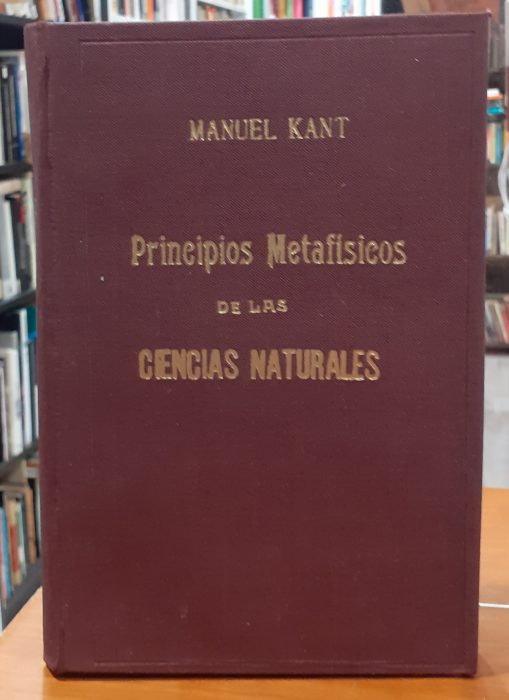 MANUEL KANT
Principios Metafísicos
DE LAS
CIENCIAS NATURALES